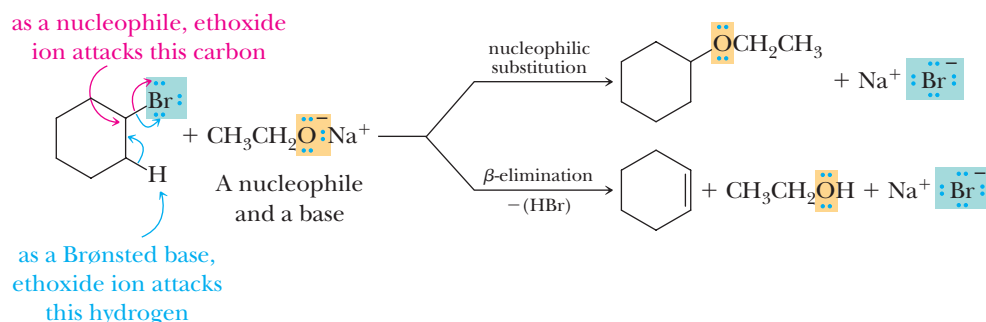 as a nucleophile, ethoxide
ion attacks this carbon
Br
H
+ CH₃CH₂O⁻Na⁺
A nucleophile
and a base
as a Brønsted base,
ethoxide ion attacks
this hydrogen
nucleophilic
substitution
OCH₂CH₃
+ Na⁺ Br⁻
β-elimination
−(HBr)
+ CH₃CH₂OH + Na⁺ Br⁻